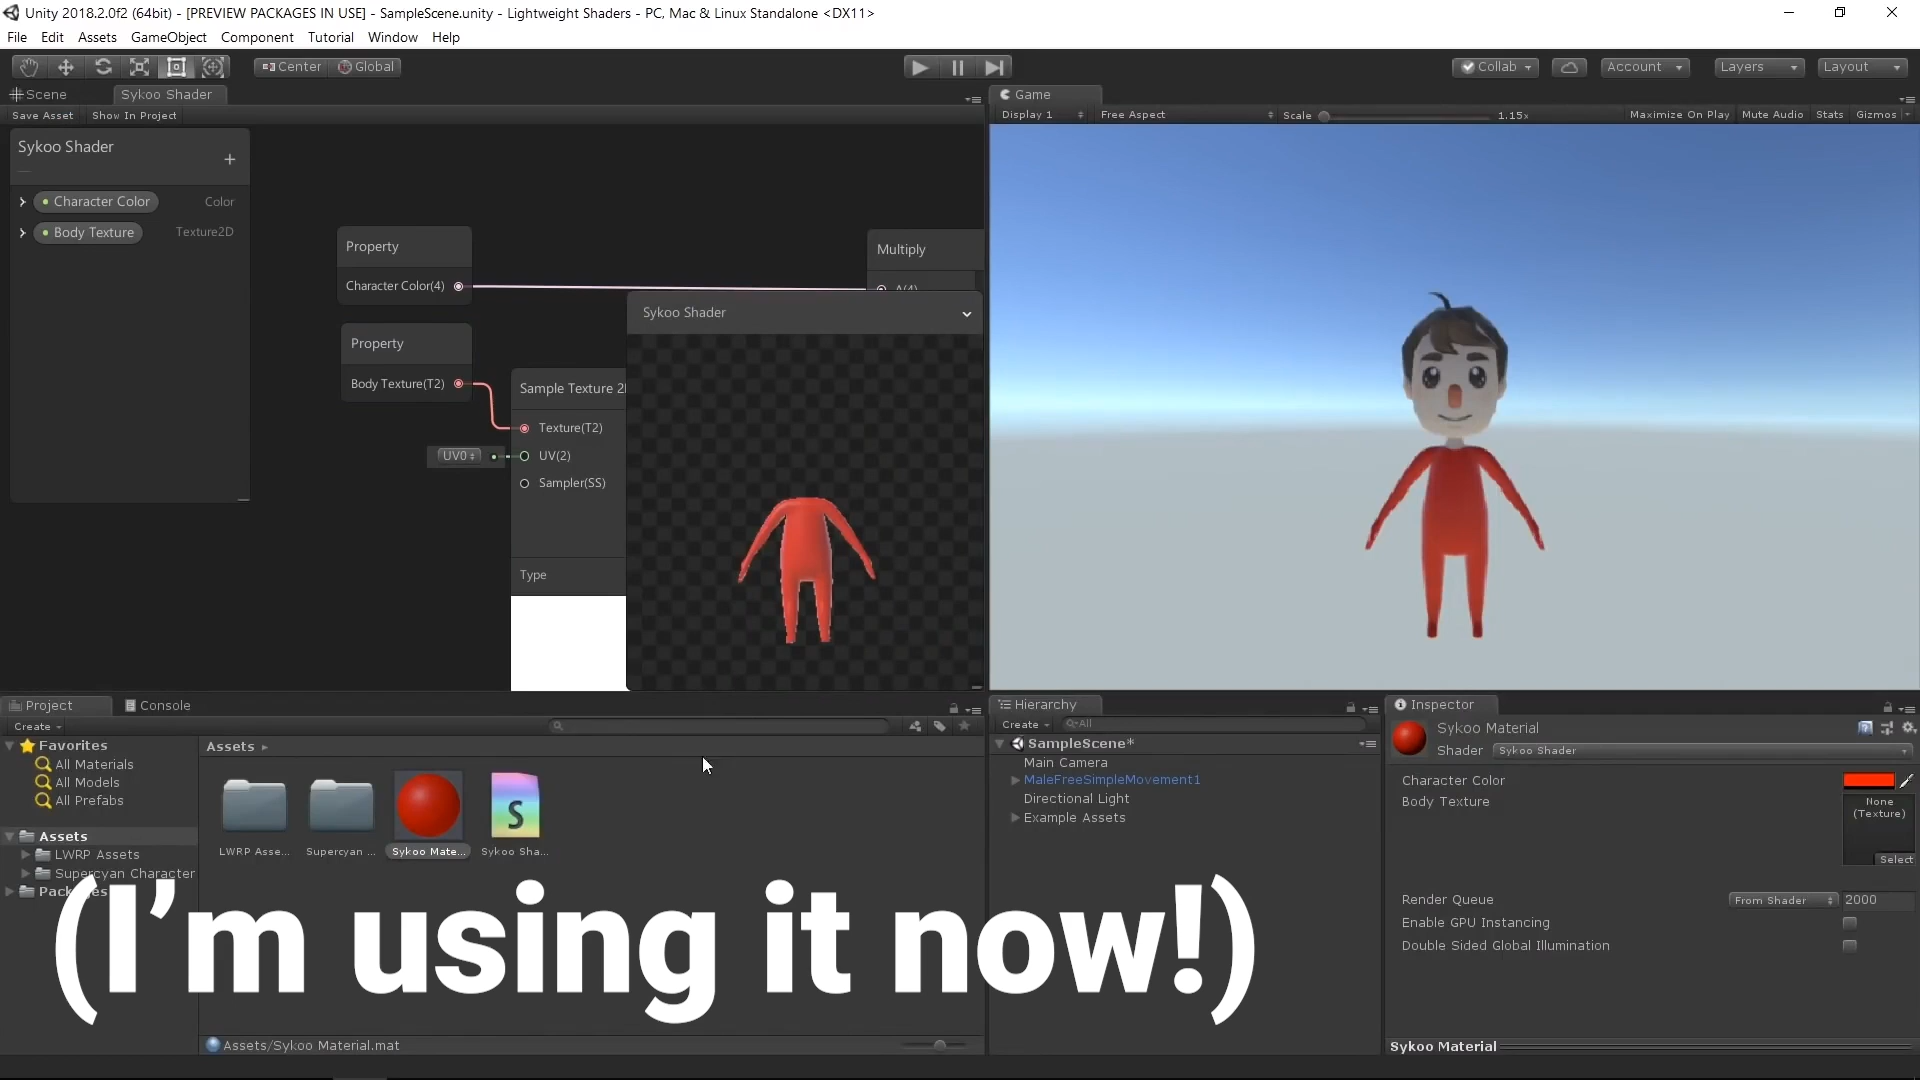 Unity 2018.2.0f2 (64bit) - [PREVIEW PACKAGES IN USE] - SampleScene.unity - Lightweight Shaders - PC, Mac & Linux Standalone <DX11>
File Edit Assets GameObject Component Tutorial Window Help
Center Global Collab Account Layers Layout
Scene Sykoo Shader
Save Asset Show In Project
Sykoo Shader
Character Color Color
Body Texture Texture2D
Property
Character Color(4)
Property
Body Texture(T2)
Multiply
A(4)
Sample Texture 2
Texture(T2)
UV0 UV(2)
Sampler(SS)
Type
Sykoo Shader
Game
Display 1 Free Aspect Scale 1.15x Maximize On Play Mute Audio Stats Gizmos
Project Console
Create
Favorites
All Materials
All Models
All Prefabs
Assets
LWRP Assets
Supercyan Character
Packages
Assets
LWRP Asse... Supercyan ... Sykoo Mate... Sykoo Sha...
S
Assets/Sykoo Material.mat
Hierarchy
Create All
SampleScene*
Main Camera
MaleFreeSimpleMovement1
Directional Light
Example Assets
Inspector
Sykoo Material
Shader Sykoo Shader
Character Color
Body Texture
None
(Texture)
Select
Render Queue From Shader 2000
Enable GPU Instancing
Double Sided Global Illumination
Sykoo Material
(I'm using it now!)